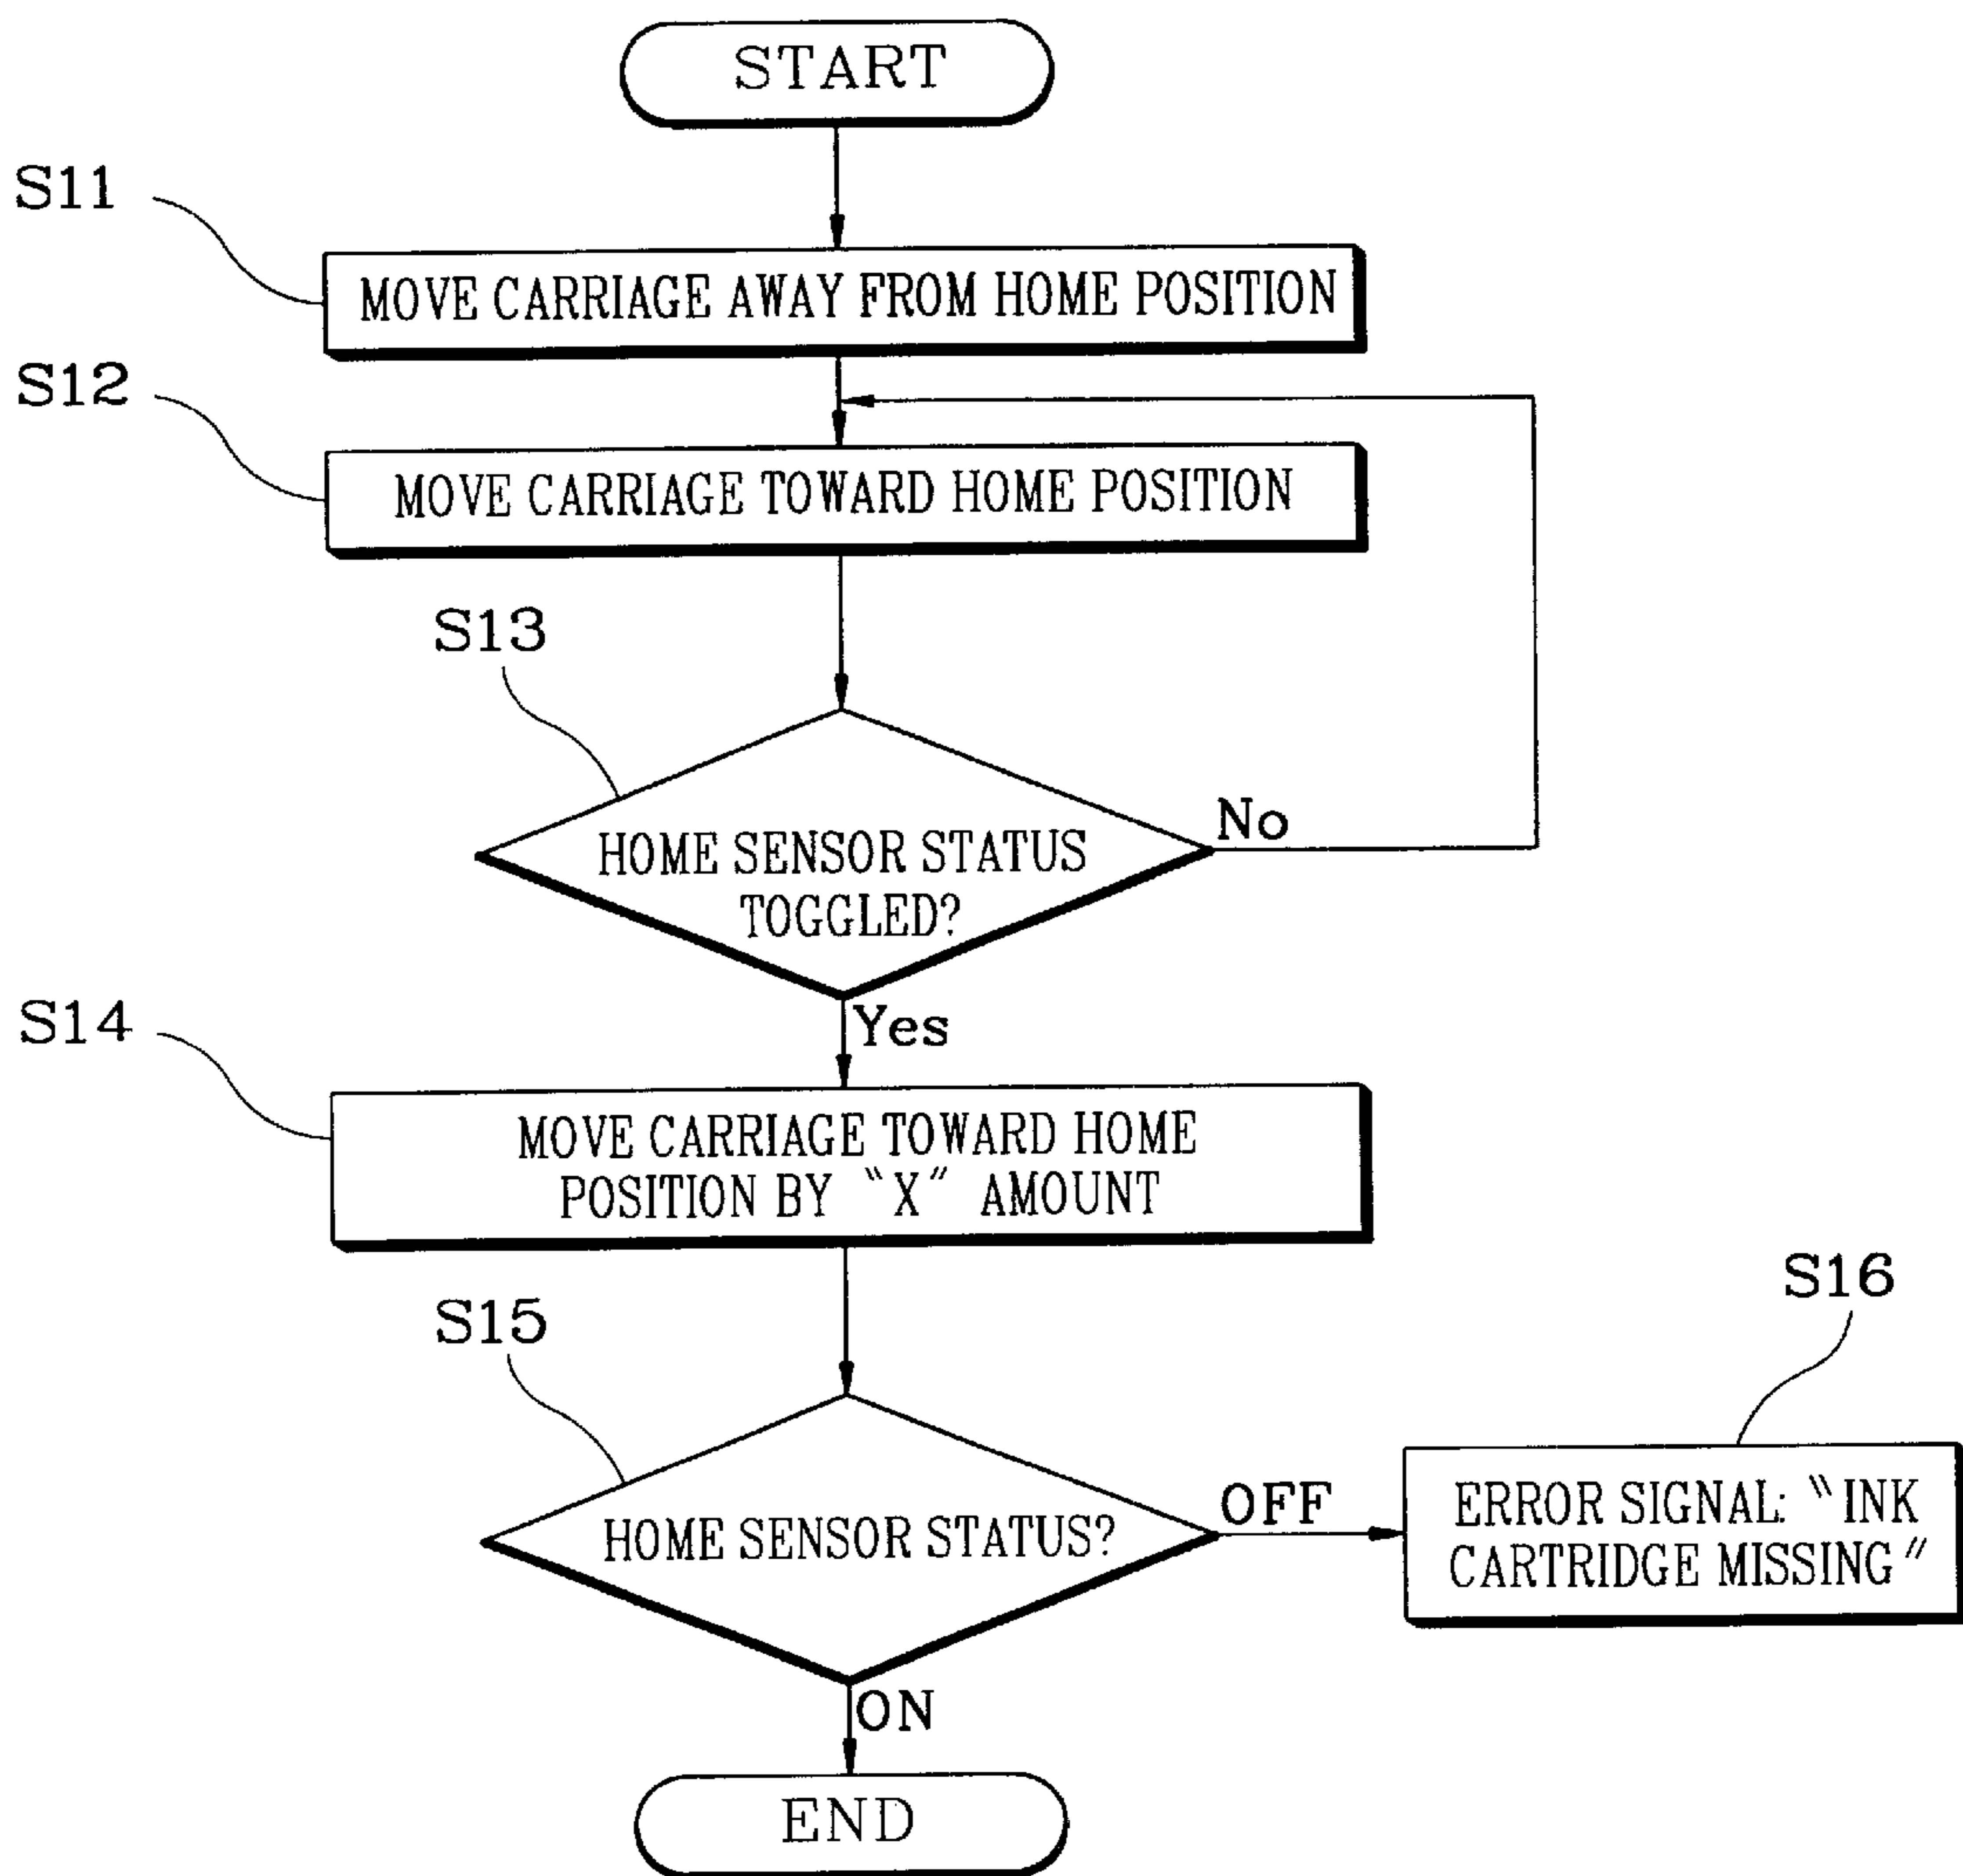 START
S11
MOVE CARRIAGE AWAY FROM HOME POSITION
S12
MOVE CARRIAGE TOWARD HOME POSITION
S13
HOME SENSOR STATUS
TOGGLED?
No
Yes
S14
MOVE CARRIAGE TOWARD HOME
POSITION BY "X" AMOUNT
S15
HOME SENSOR STATUS?
OFF
S16
ERROR SIGNAL: "INK
CARTRIDGE MISSING"
ON
END